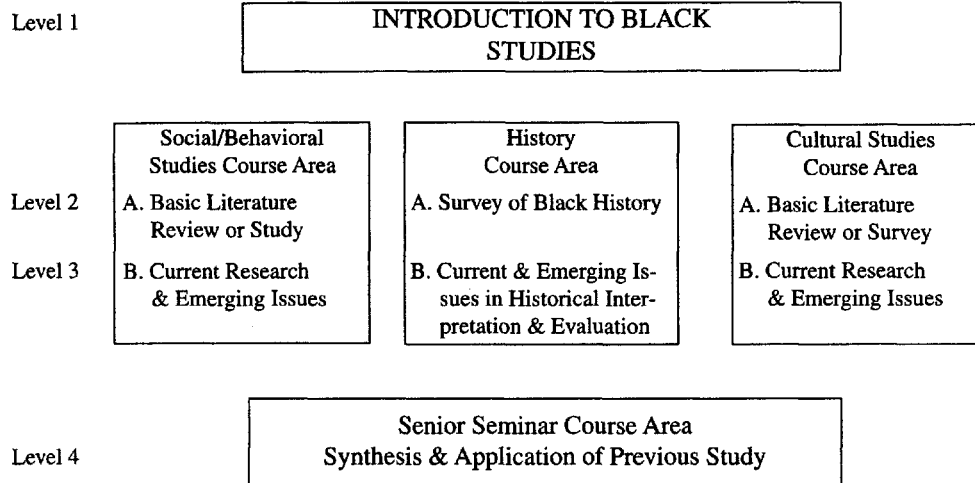 Level 1
INTRODUCTION TO BLACK
STUDIES
Social/Behavioral
Studies Course Area
History
Course Area
Cultural Studies
Course Area
Level 2
A. Basic Literature
Review or Study
A. Survey of Black History
A. Basic Literature
Review or Survey
Level 3
B. Current Research
& Emerging Issues
B. Current & Emerging Is-
sues in Historical Inter-
pretation & Evaluation
B. Current Research
& Emerging Issues
Senior Seminar Course Area
Level 4
Synthesis & Application of Previous Study